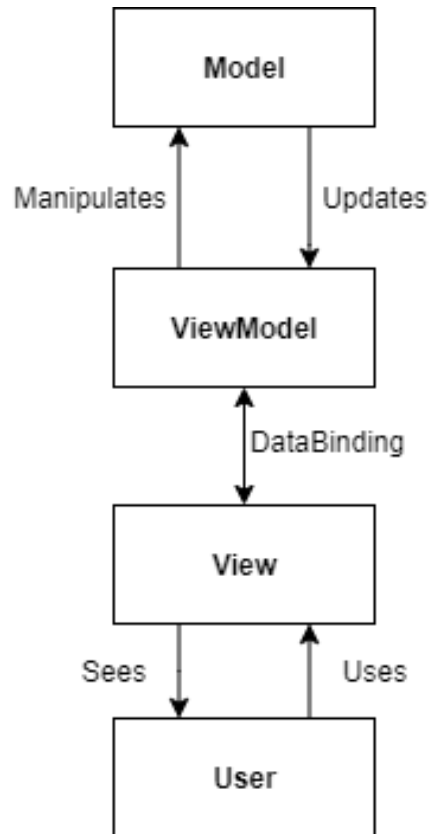 Model
Manipulates
Updates
ViewModel
DataBinding
View
Sees
Uses
User